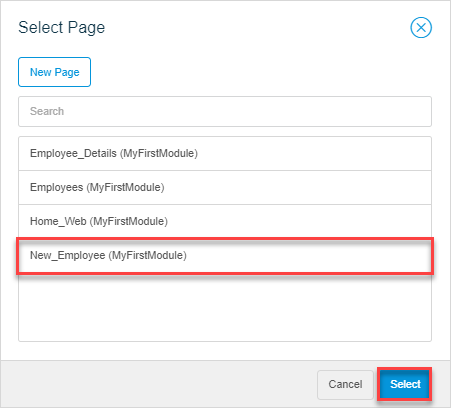 Select Page
New Page
Search
Employee_Details (MyFirstModule)
Employees (MyFirstModule)
Home_Web (MyFirstModule)
New_Employee (MyFirstModule)
Cancel
Select